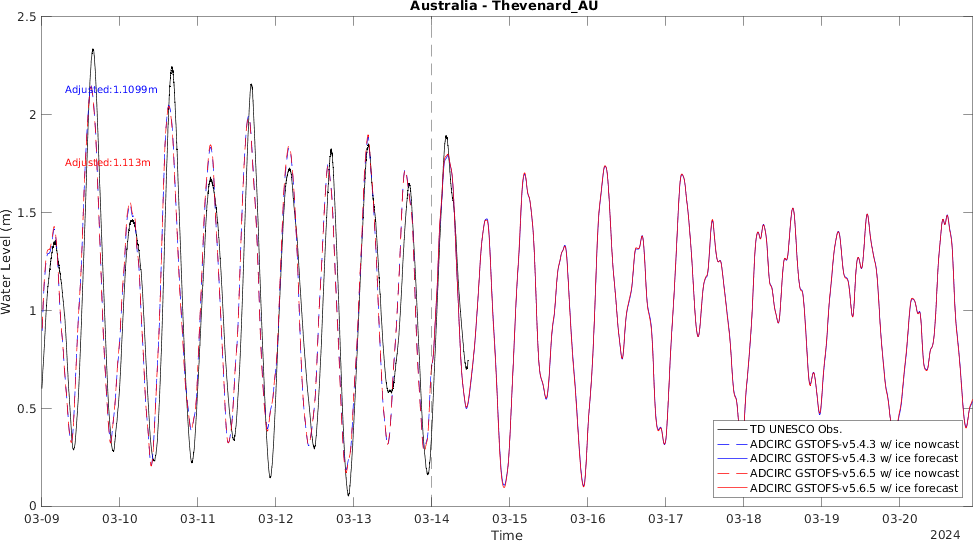 Australia - Thevenard_AU
2.5
2
1.5
1
0.5
0
Water Level (m)
Adjusted:1.1099m
Adjusted:1.113m
TD UNESCO Obs.
ADCIRC GSTOFS-v5.4.3 w/ ice nowcast
ADCIRC GSTOFS-v5.4.3 w/ ice forecast
ADCIRC GSTOFS-v5.6.5 w/ ice nowcast
ADCIRC GSTOFS-v5.6.5 w/ ice forecast
03-09 03-10 03-11 03-12 03-13 03-14 03-15 03-16 03-17 03-18 03-19 03-20
Time
2024